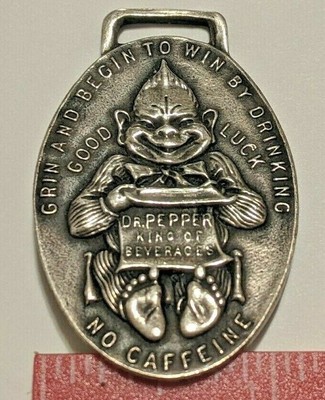 GRIN AND BEGIN TO WIN BY DRINKING
GOOD LUCK
DR. PEPPER
KING OF
BEVERAGES
NO CAFFEINE